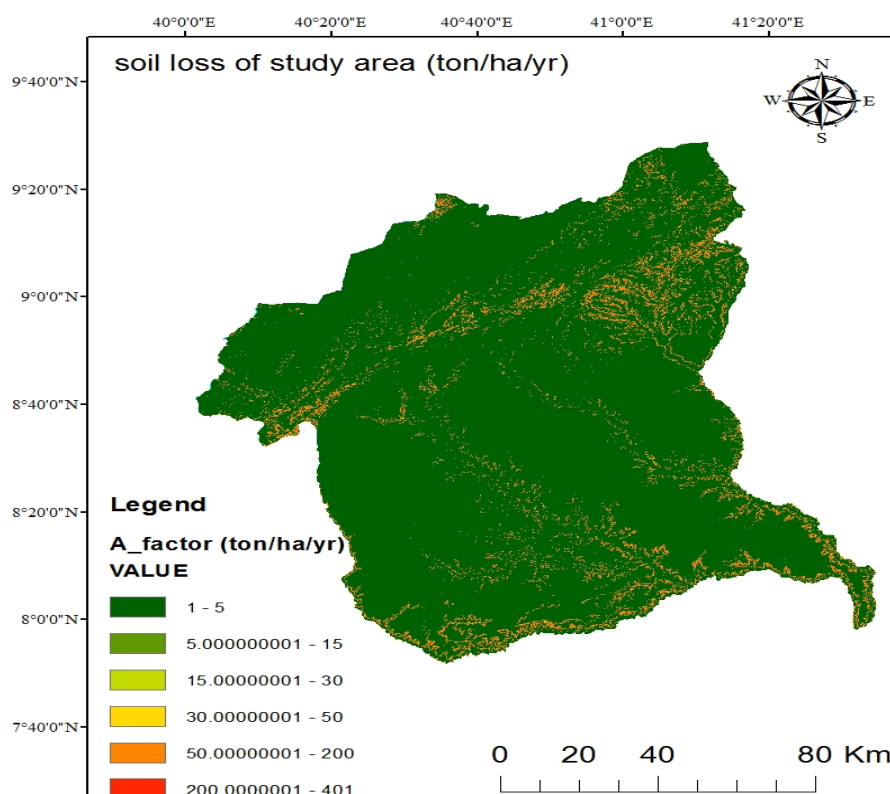 40°0'0"E 40°20'0"E 40°40'0"E 41°0'0"E 41°20'0"E
soil loss of study area (ton/ha/yr)
N
W E
S
9°40'0"N
9°20'0"N
9°0'0"N
8°40'0"N
8°20'0"N
8°0'0"N
7°40'0"N
Legend
A_factor (ton/ha/yr)
VALUE
1 - 5
5.000000001 - 15
15.00000001 - 30
30.00000001 - 50
50.00000001 - 200
200.0000001 - 401
0 20 40 80 Km